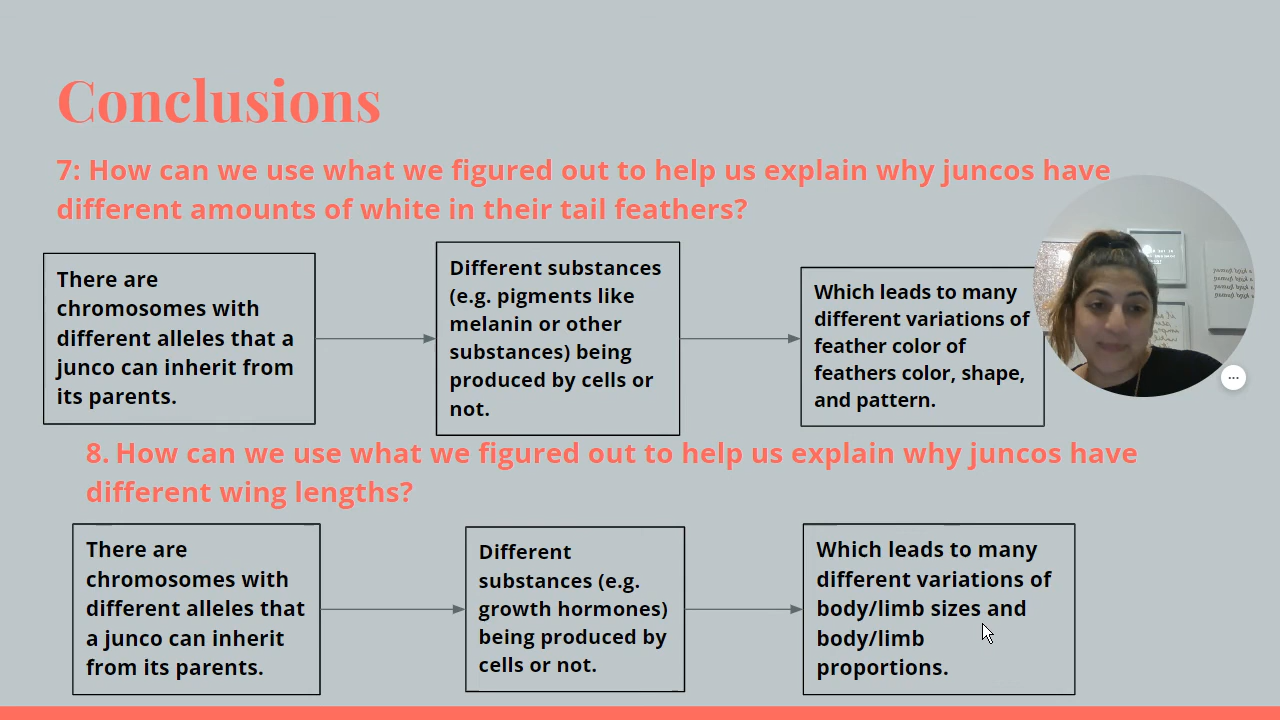 Conclusions
7: How can we use what we figured out to help us explain why juncos have
different amounts of white in their tail feathers?
There are
chromosomes with
different alleles that a
junco can inherit from
its parents.
Different substances
(e.g. pigments like
melanin or other
substances) being
produced by cells or
not.
Which leads to many
different variations of
feather color of
feathers color, shape,
and pattern.
8. How can we use what we figured out to help us explain why juncos have
different wing lengths?
There are
chromosomes with
different alleles that
a junco can inherit
from its parents.
Different
substances (e.g.
growth hormones)
being produced by
cells or not.
Which leads to many
different variations of
body/limb sizes and
body/limb
proportions.